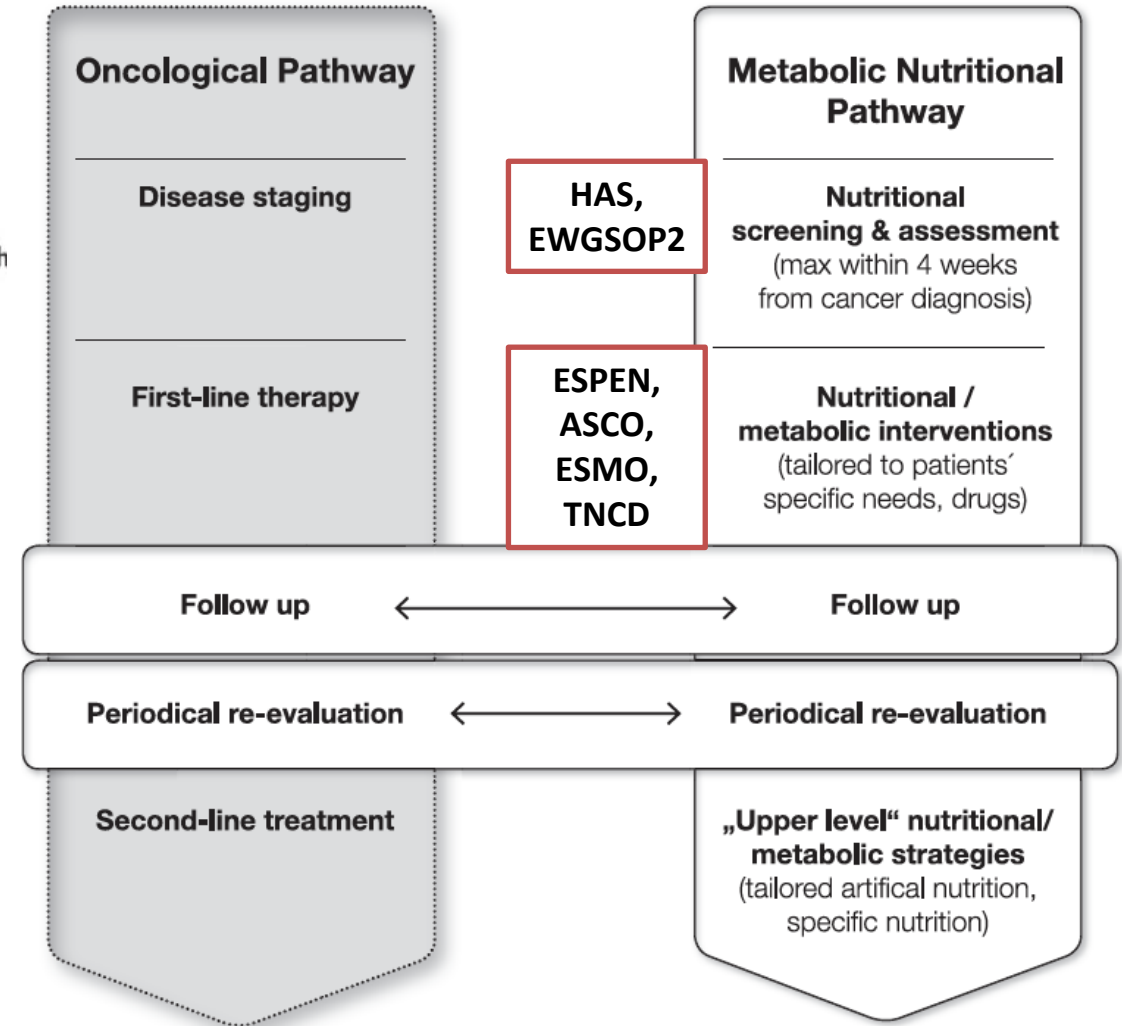 Oncological Pathway
Metabolic Nutritional
Pathway
Disease staging
HAS,
EWGSOP2
Nutritional
screening & assessment
(max within 4 weeks
from cancer diagnosis)
First-line therapy
ESPEN,
ASCO,
ESMO,
TNCD
Nutritional /
metabolic interventions
(tailored to patients´
specific needs, drugs)
Follow up
Follow up
Periodical re-evaluation
Periodical re-evaluation
Second-line treatment
„Upper level“ nutritional/
metabolic strategies
(tailored artifical nutrition,
specific nutrition)